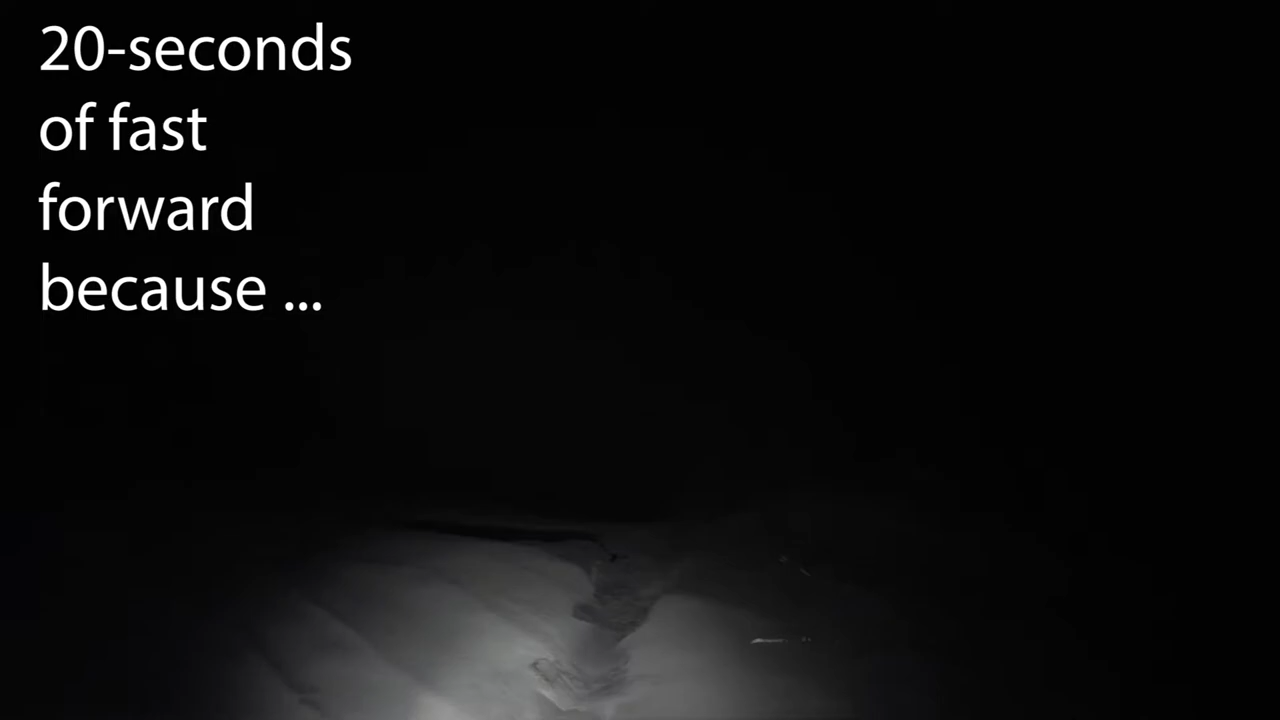 20-seconds
of fast
forward
because ...